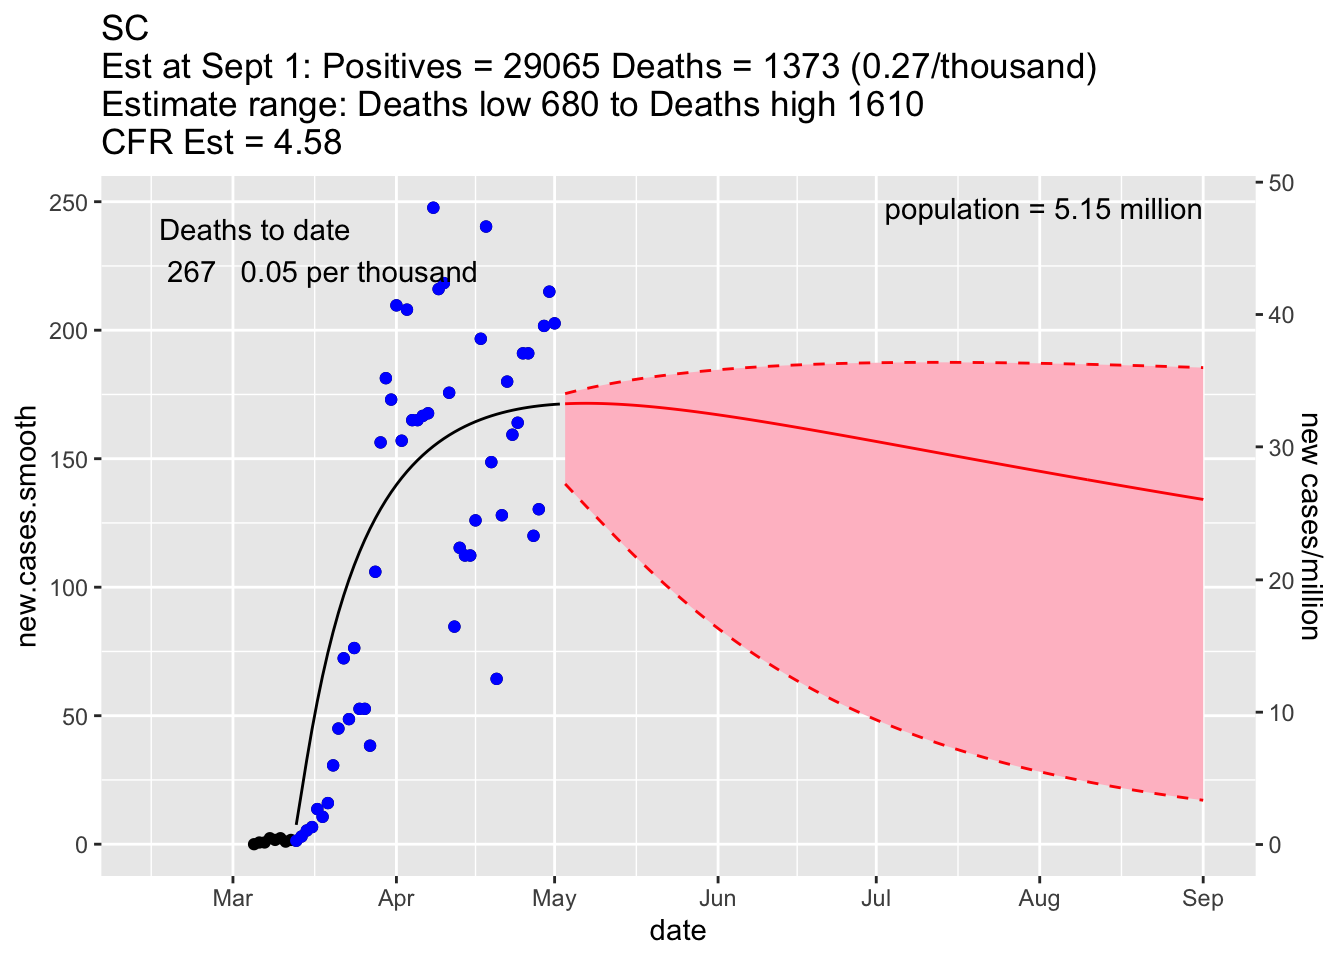 SC
Est at Sept 1: Positives = 29065 Deaths = 1373 (0.27/thousand)
Estimate range: Deaths low 680 to Deaths high 1610
CFR Est = 4.58
Deaths to date
267 0.05 per thousand
population = 5.15 million
250
200
150
100
50
0
new.cases.smooth
50
40
30
20
10
0
new cases/million
Mar Apr May Jun Jul Aug Sep
date